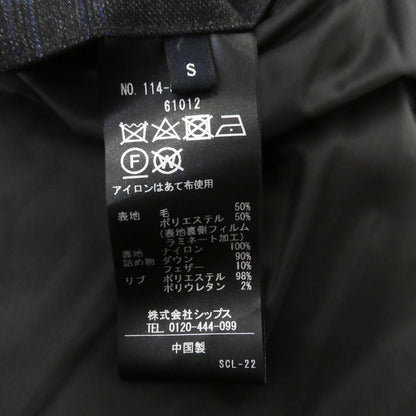 S
NO. 114-
61012
F W
アイロンはあて布使用
表地 毛 50%
ポリエステル 50%
(表地裏側フィルム
ラミネート加工)
裏地 ナイロン 100%
詰め物 ダウン 90%
フェザー 10%
リブ ポリエステル 98%
ポリウレタン 2%
株式会社シップス
TEL. 0120-444-099
中国製
SCL-22